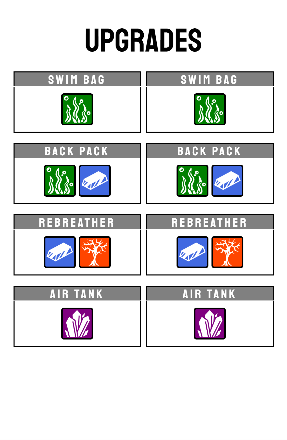 UPGRADES
SWIM BAG SWIM BAG
BACK PACK BACK PACK
REBREATHER REBREATHER
AIR TANK AIR TANK